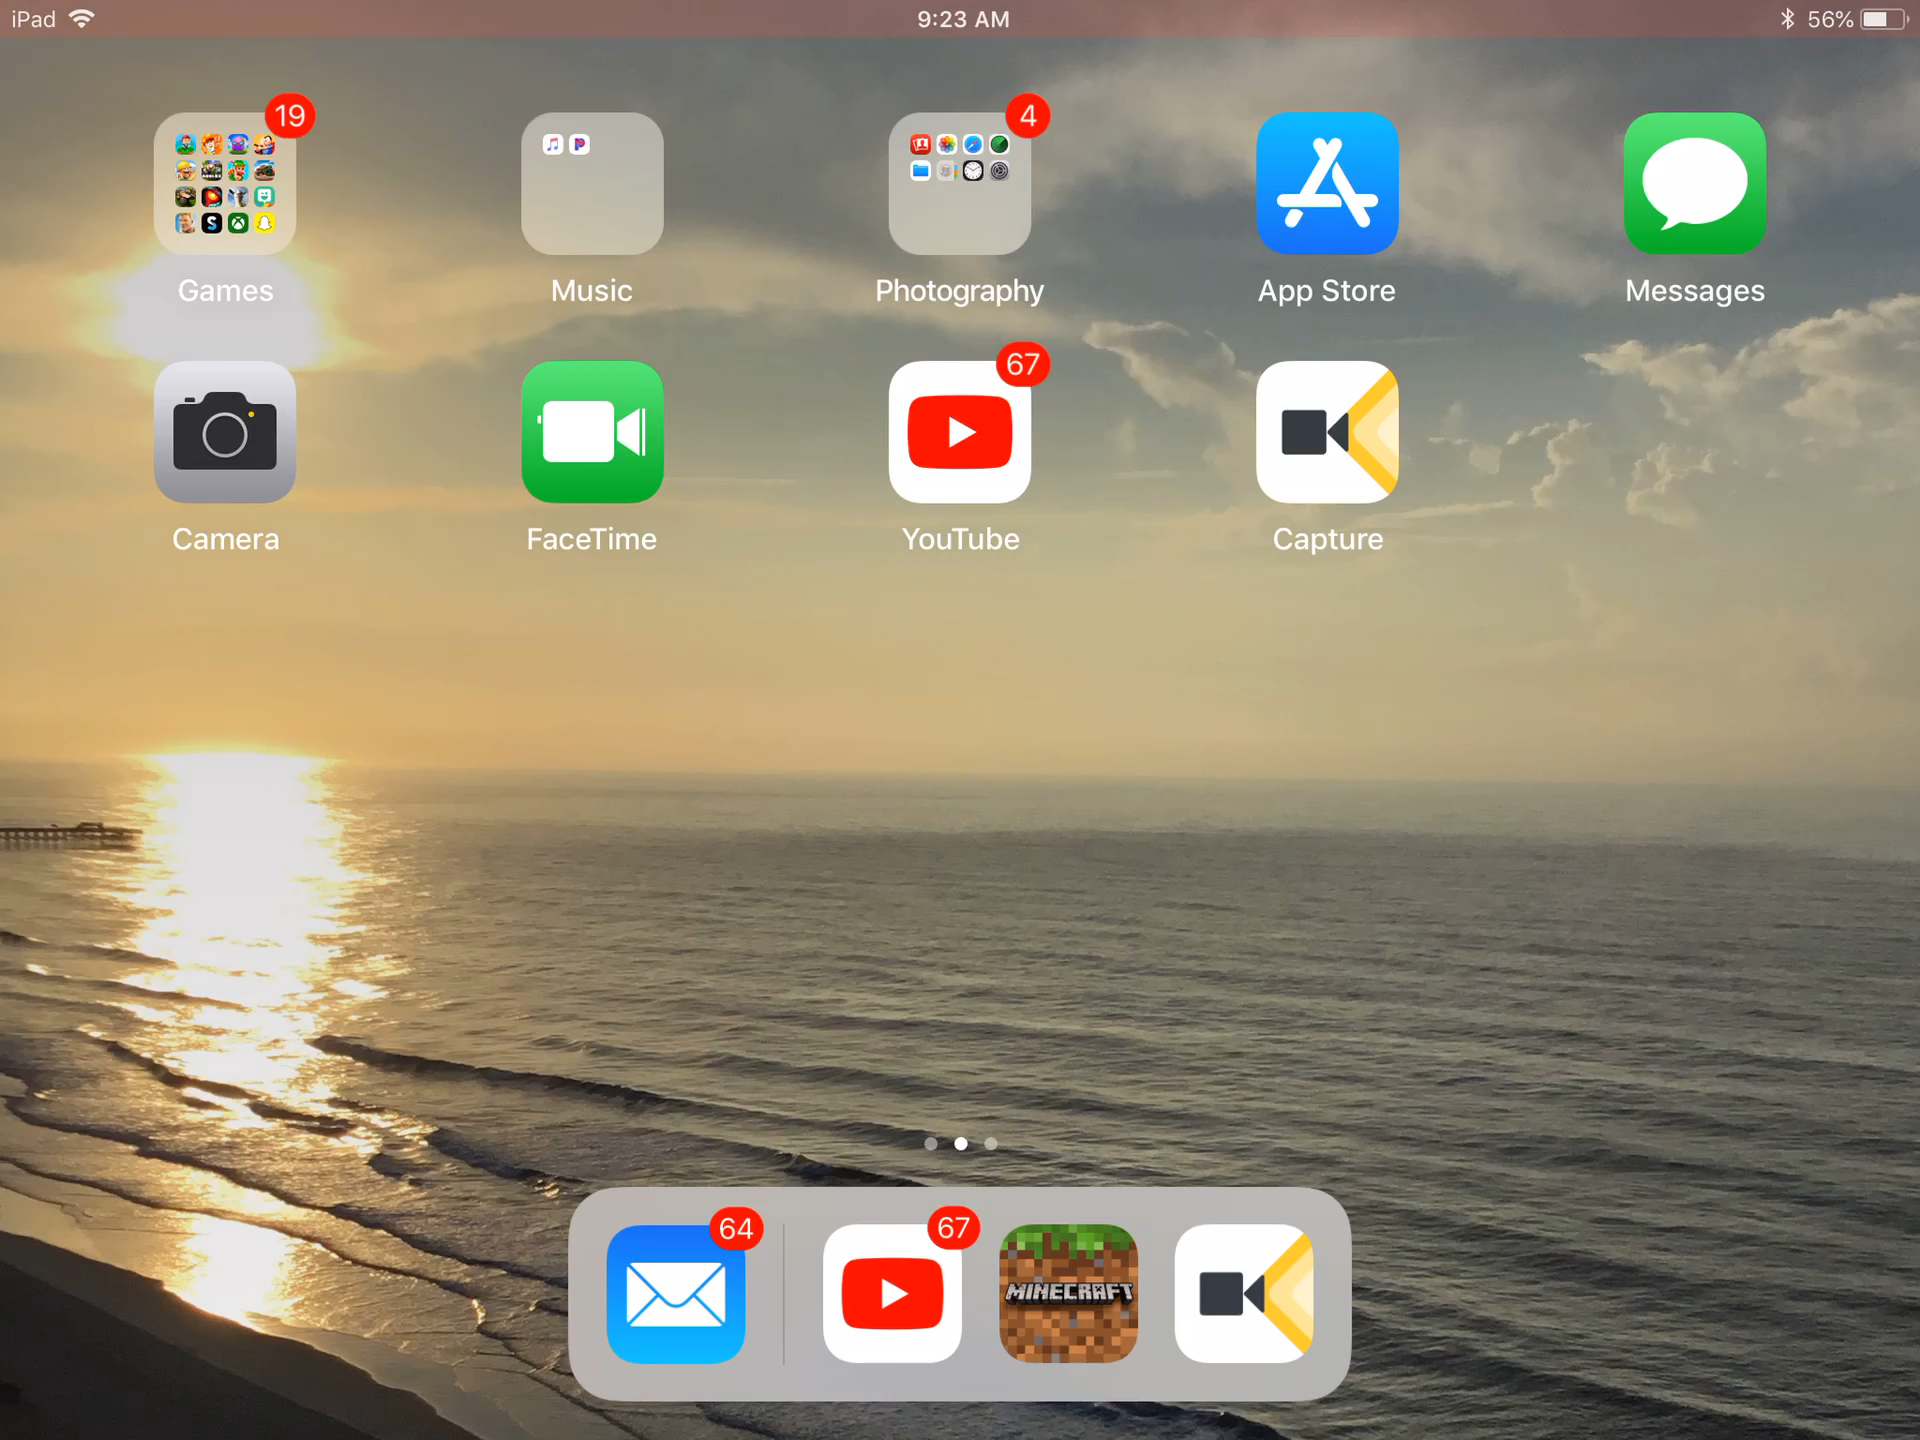 iPad 9:23 AM 56%
19 4
Games Music Photography App Store Messages
67
Camera FaceTime YouTube Capture
64 67
MINECRAFT